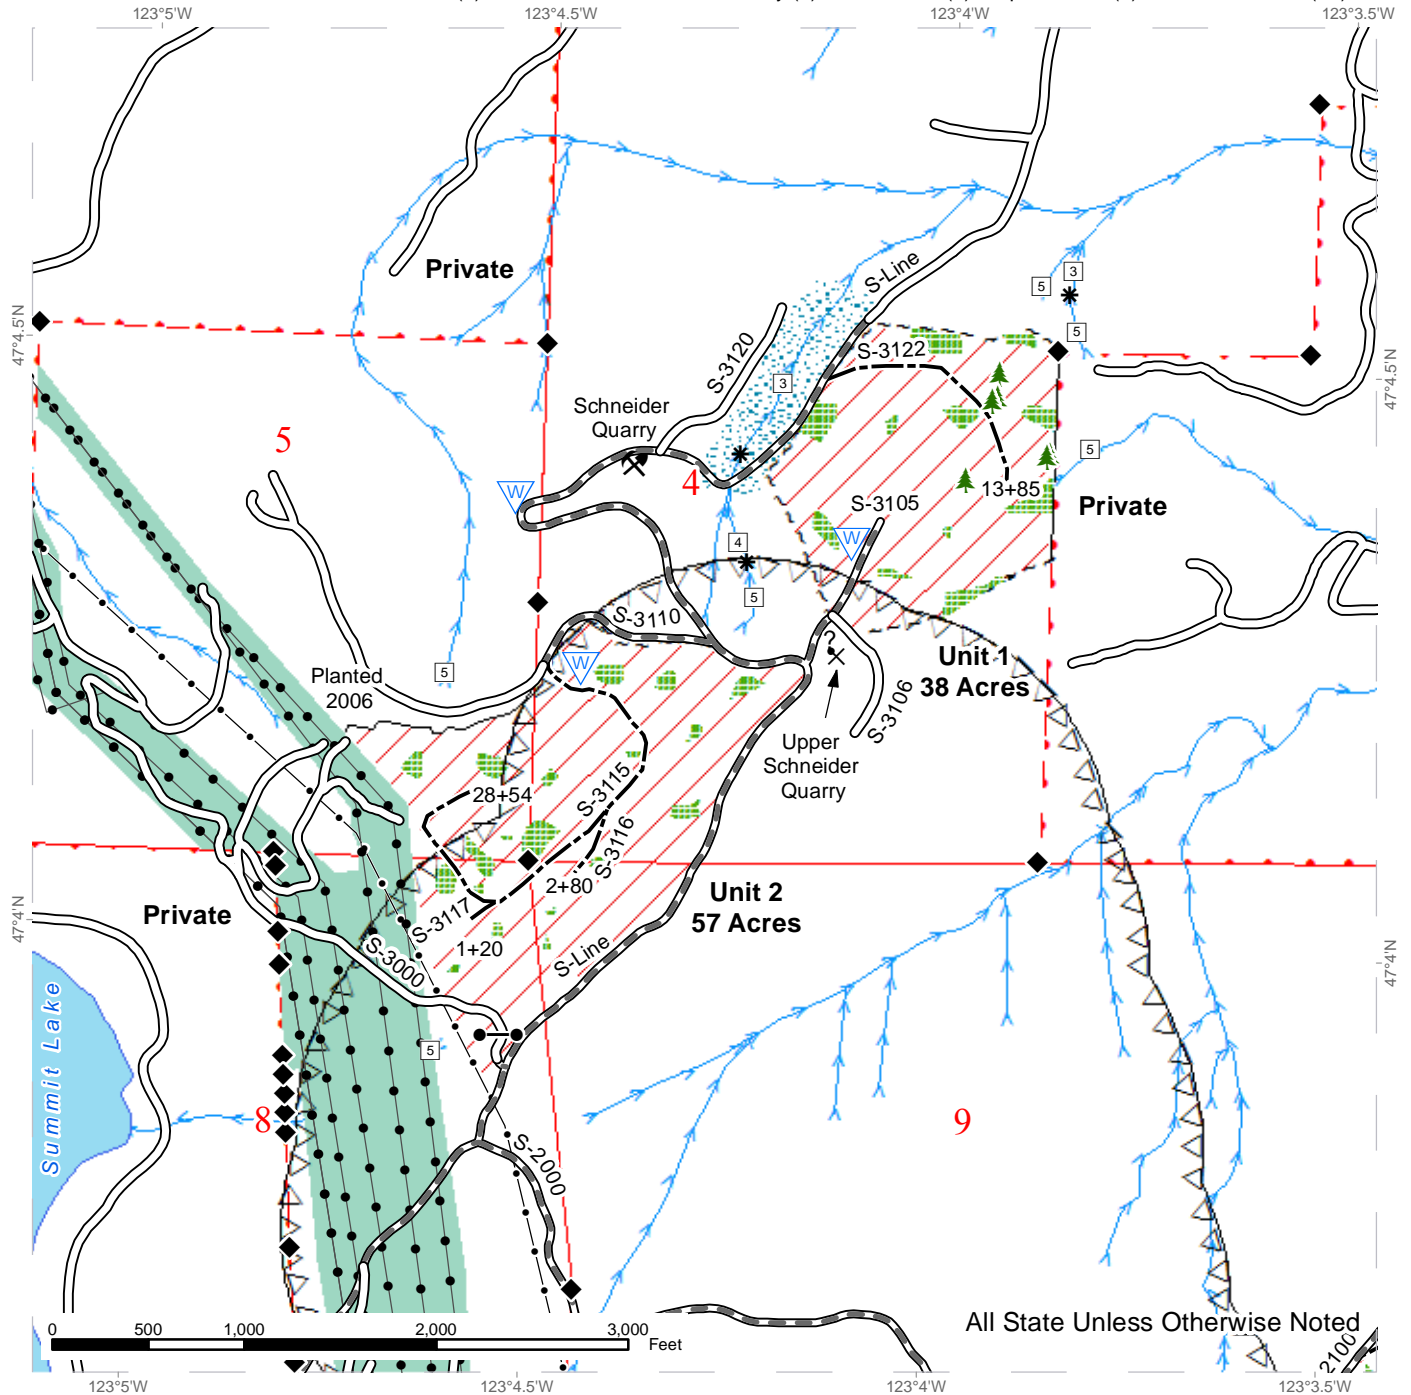 123°5'W
123°4.5'W
123°4'W
123°3.5'W
Private
S-Line
3
5
5
47°4.5'N
47°4.5'N
S-3120
S-3122
3
Schneider
Quarry
5
4
5
13+85
Private
W
S-3105
W
4
5
S-3110
Unit 1
38 Acres
W
5
Planted
2006
S-3106
Upper
Schneider
Quarry
28+54
S-3115
S-3116
2+80
Unit 2
57 Acres
Private
S-3117
1+20
S-Line
S-3000
47°4'N
47°4'N
Summit Lake
5
8
9
S-2000
All State Unless Otherwise Noted
0 500 1,000 2,000 3,000
Feet
2100
123°5'W
123°4.5'W
123°4'W
123°3.5'W